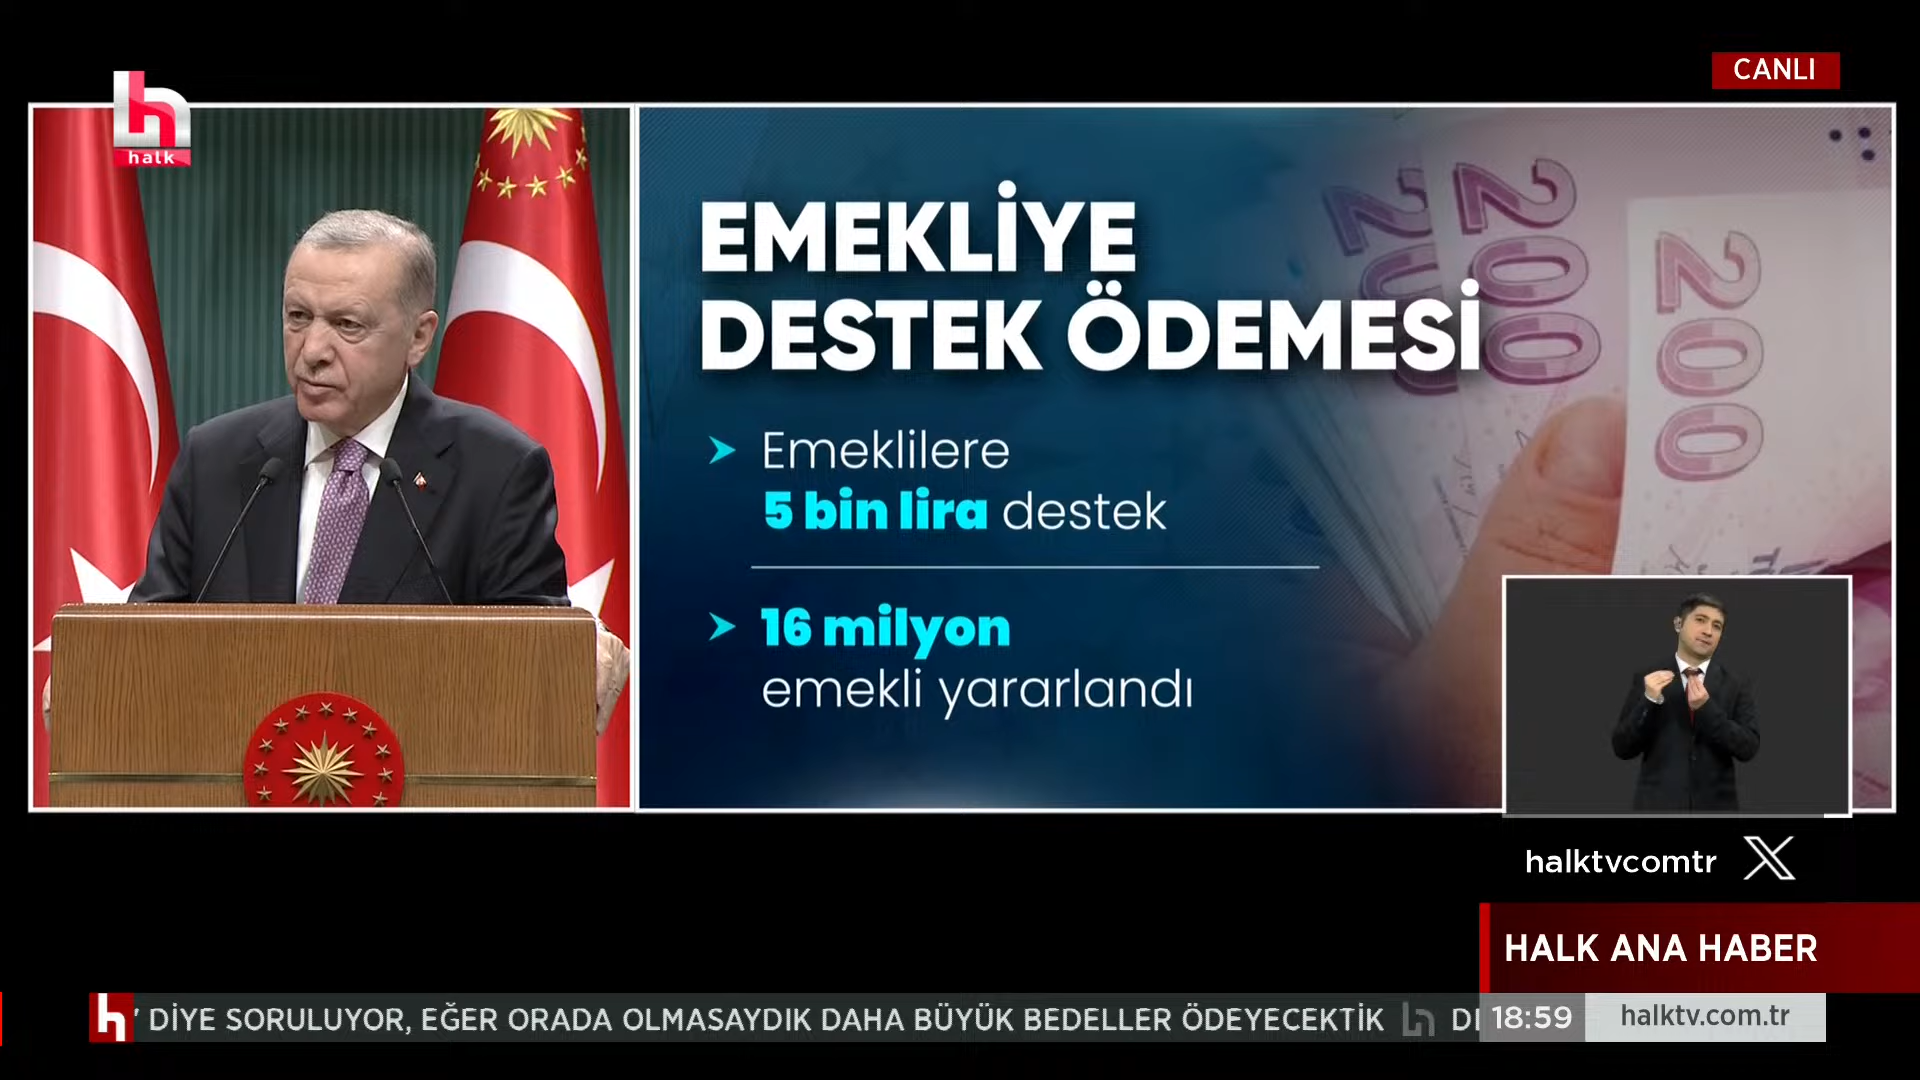 CANLI
halk
EMEKLİYE
DESTEK ÖDEMESİ
Emeklilere
5 bin lira destek
16 milyon
emekli yararlandı
200
200
halktvcomtr
HALK ANA HABER
' DİYE SORULUYOR, EĞER ORADA OLMASAYDIK DAHA BÜYÜK BEDELLER ÖDEYECEKTİK
18:59
halktv.com.tr